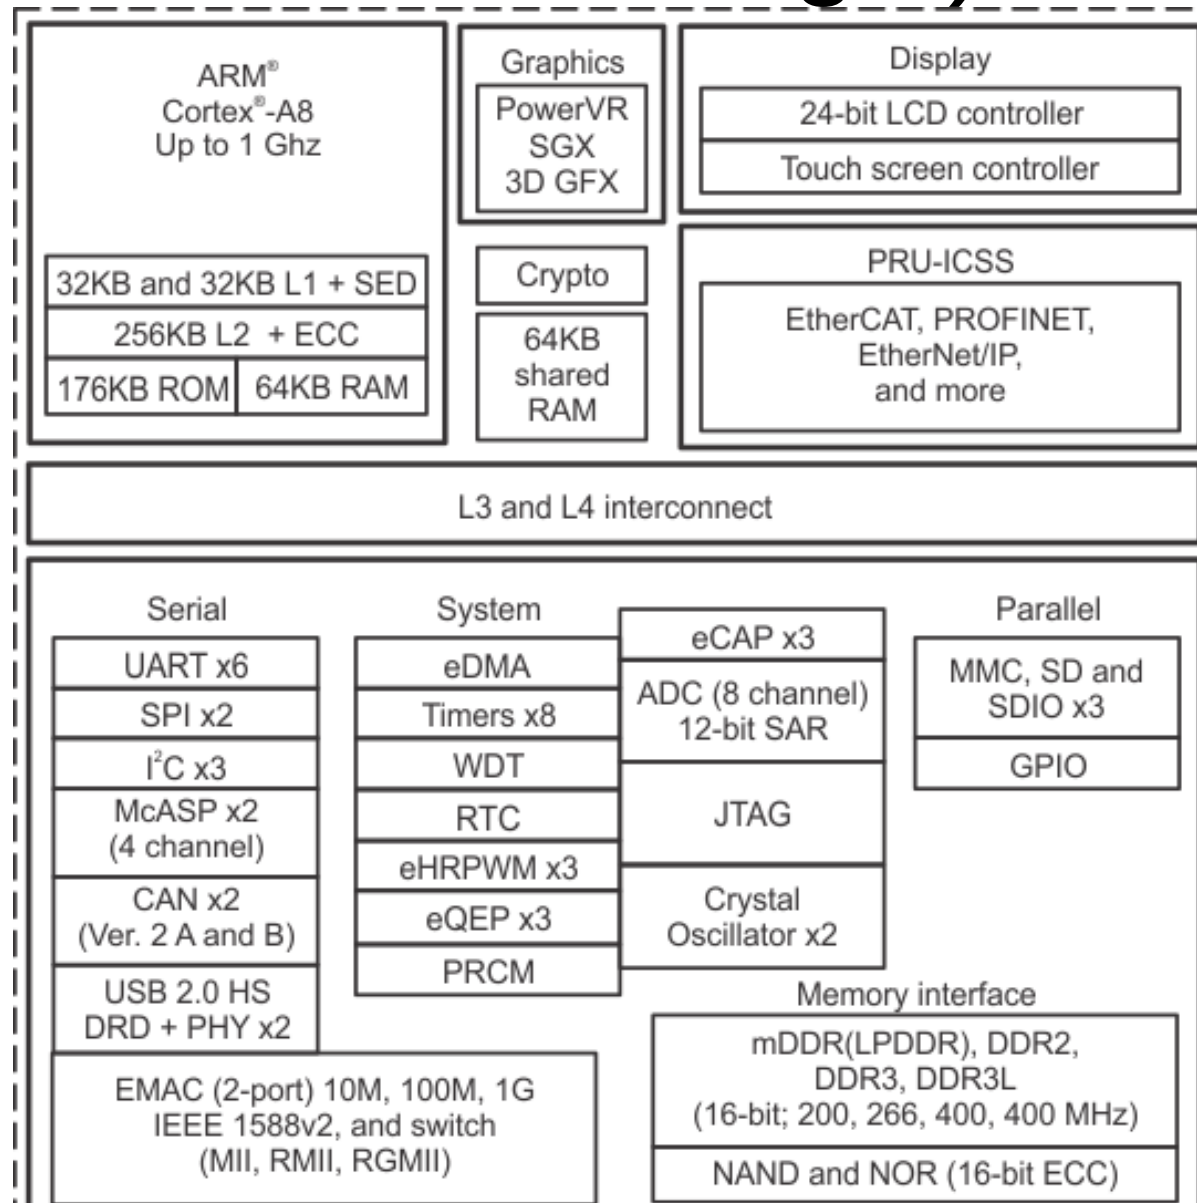 ARM®
Cortex®-A8
Up to 1 Ghz
32KB and 32KB L1 + SED
256KB L2 + ECC
176KB ROM
64KB RAM
Graphics
PowerVR
SGX
3D GFX
Crypto
64KB
shared
RAM
Display
24-bit LCD controller
Touch screen controller
PRU-ICSS
EtherCAT, PROFINET,
EtherNet/IP,
and more
L3 and L4 interconnect
Serial
UART x6
SPI x2
I²C x3
McASP x2
(4 channel)
CAN x2
(Ver. 2 A and B)
USB 2.0 HS
DRD + PHY x2
EMAC (2-port) 10M, 100M, 1G
IEEE 1588v2, and switch
(MII, RMII, RGMII)
System
eDMA
Timers x8
WDT
RTC
eHRPWM x3
eQEP x3
PRCM
eCAP x3
ADC (8 channel)
12-bit SAR
JTAG
Crystal
Oscillator x2
Parallel
MMC, SD and
SDIO x3
GPIO
Memory interface
mDDR(LPDDR), DDR2,
DDR3, DDR3L
(16-bit; 200, 266, 400, 400 MHz)
NAND and NOR (16-bit ECC)